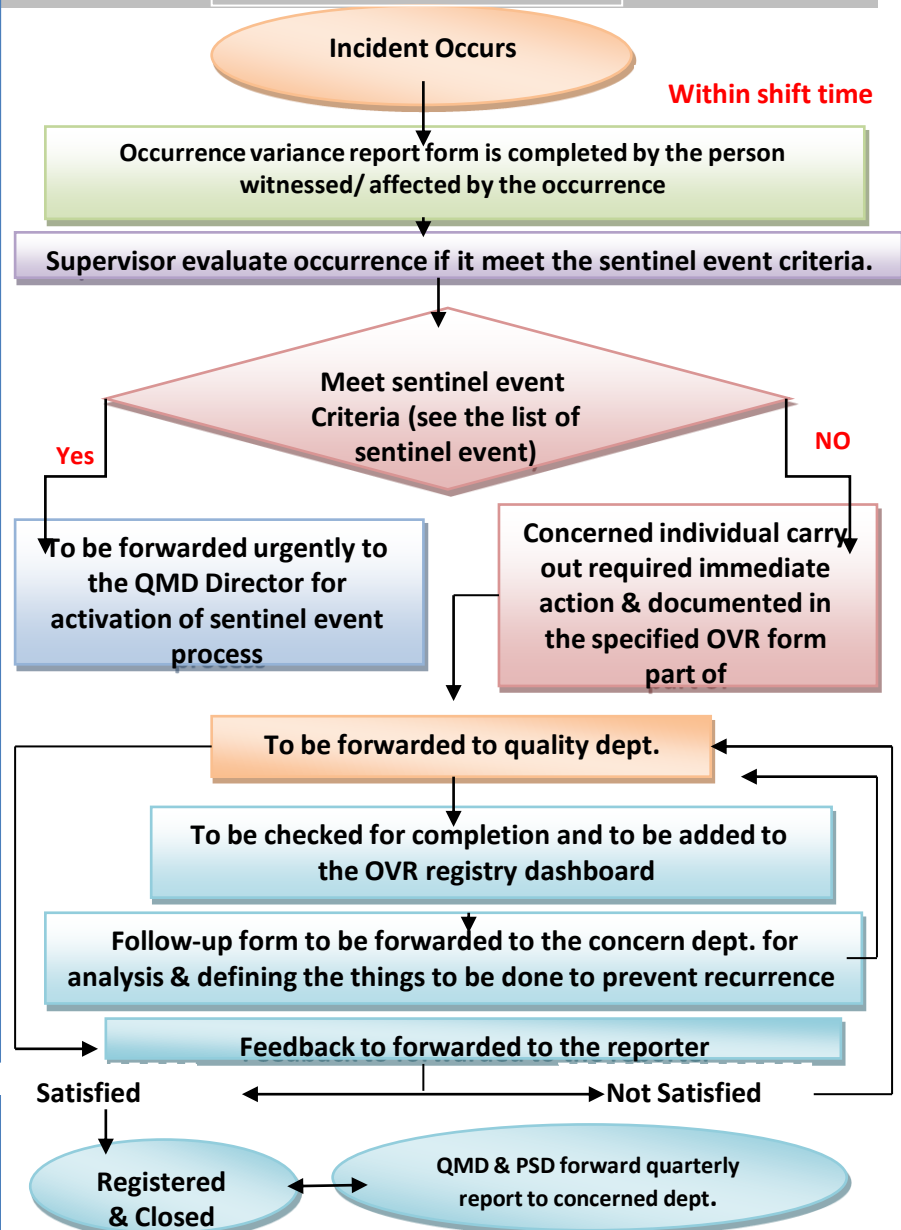 Incident Occurs
Within shift time
Occurrence variance report form is completed by the person
witnessed/ affected by the occurrence
Supervisor evaluate occurrence if it meet the sentinel event criteria.
Meet sentinel event
Criteria (see the list of
sentinel event)
Yes
NO
To be forwarded urgently to
the QMD Director for
activation of sentinel event
process
Concerned individual carry
out required immediate
action & documented in
the specified OVR form
part of
To be forwarded to quality dept.
To be checked for completion and to be added to
the OVR registry dashboard
Follow-up form to be forwarded to the concern dept. for
analysis & defining the things to be done to prevent recurrence
Feedback to forwarded to the reporter
Satisfied
Not Satisfied
Registered
& Closed
QMD & PSD forward quarterly
report to concerned dept.